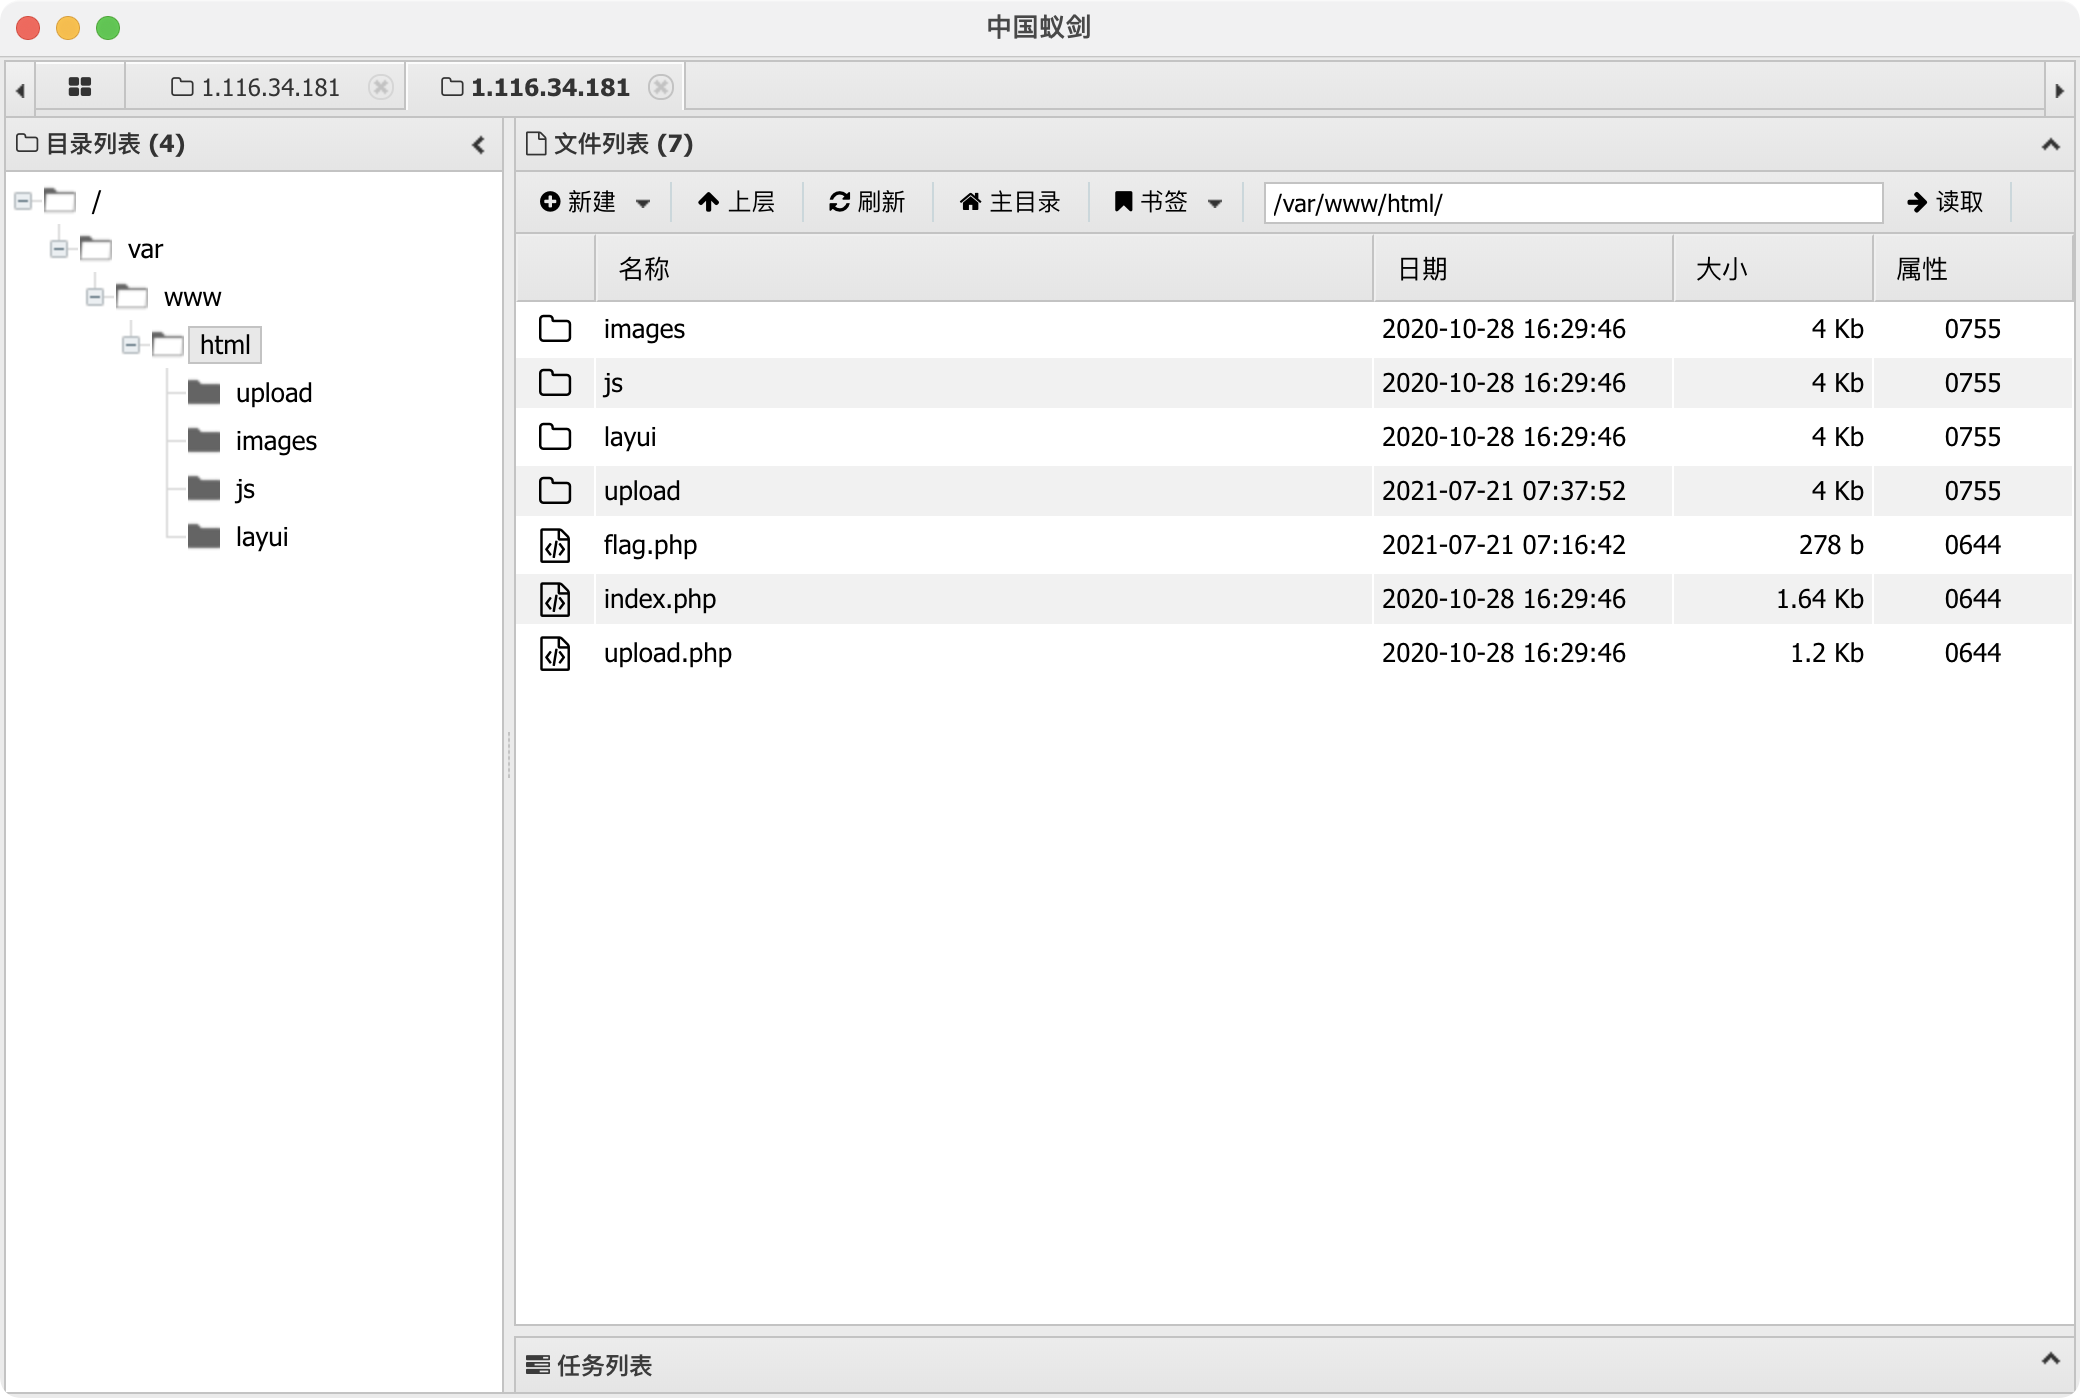 中国蚁剑
1.116.34.181
1.116.34.181
目录列表 (4)
/
var
www
html
upload
images
js
layui
文件列表 (7)
新建 上层 刷新 主目录 书签 /var/www/html/ 读取
名称 日期 大小 属性
images 2020-10-28 16:29:46 4 Kb 0755
js 2020-10-28 16:29:46 4 Kb 0755
layui 2020-10-28 16:29:46 4 Kb 0755
upload 2021-07-21 07:37:52 4 Kb 0755
flag.php 2021-07-21 07:16:42 278 b 0644
index.php 2020-10-28 16:29:46 1.64 Kb 0644
upload.php 2020-10-28 16:29:46 1.2 Kb 0644
任务列表